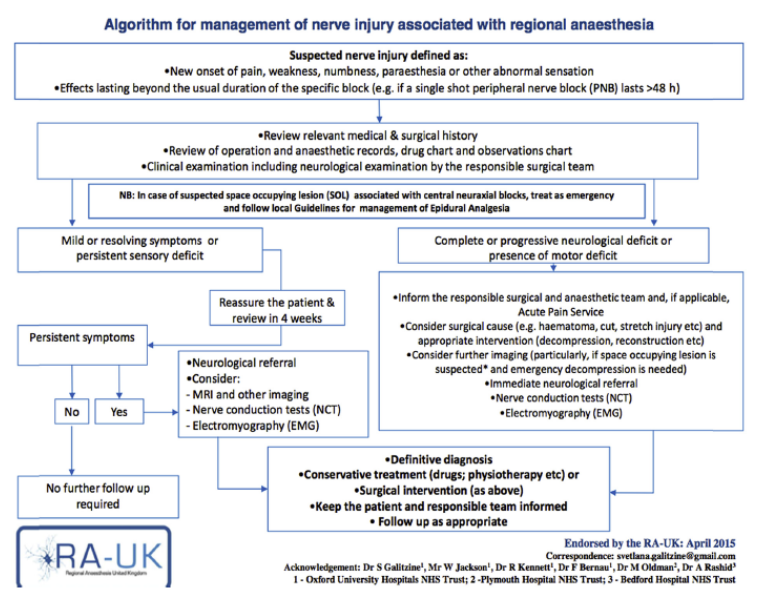 Algorithm for management of nerve injury associated with regional anaesthesia
Suspected nerve injury defined as:
•New onset of pain, weakness, numbness, paraesthesia or other abnormal sensation
•Effects lasting beyond the usual duration of the specific block (e.g. if a single shot peripheral nerve block (PNB) lasts >48 h)
•Review relevant medical & surgical history
•Review of operation and anaesthetic records, drug chart and observations chart
•Clinical examination including neurological examination by the responsible surgical team
NB: In case of suspected space occupying lesion (SOL) associated with central neuraxial blocks, treat as emergency
and follow local Guidelines for management of Epidural Analgesia
Mild or resolving symptoms or
persistent sensory deficit
Reassure the patient &
review in 4 weeks
Persistent symptoms
No
Yes
•Neurological referral
•Consider:
- MRI and other imaging
- Nerve conduction tests (NCT)
- Electromyography (EMG)
No further follow up
required
Complete or progressive neurological deficit or
presence of motor deficit
•Inform the responsible surgical and anaesthetic team and, if applicable,
Acute Pain Service
•Consider surgical cause (e.g. haematoma, cut, stretch injury etc) and
appropriate intervention (decompression, reconstruction etc)
•Consider further imaging (particularly, if space occupying lesion is
suspected* and emergency decompression is needed)
•Immediate neurological referral
•Nerve conduction tests (NCT)
•Electromyography (EMG)
•Definitive diagnosis
•Conservative treatment (drugs; physiotherapy etc) or
•Surgical intervention (as above)
•Keep the patient and responsible team informed
• Follow up as appropriate
RA-UK
Regional Anaesthesia United Kingdom
Endorsed by the RA-UK: April 2015
Correspondence: svetlana.galitzine@gmail.com
Acknowledgement: Dr S Galitzine¹, Mr W Jackson¹, Dr R Kennett¹, Dr F Bernau¹, Dr M Oldman², Dr A Rashid³
1 - Oxford University Hospitals NHS Trust; 2 -Plymouth Hospital NHS Trust; 3 - Bedford Hospital NHS Trust